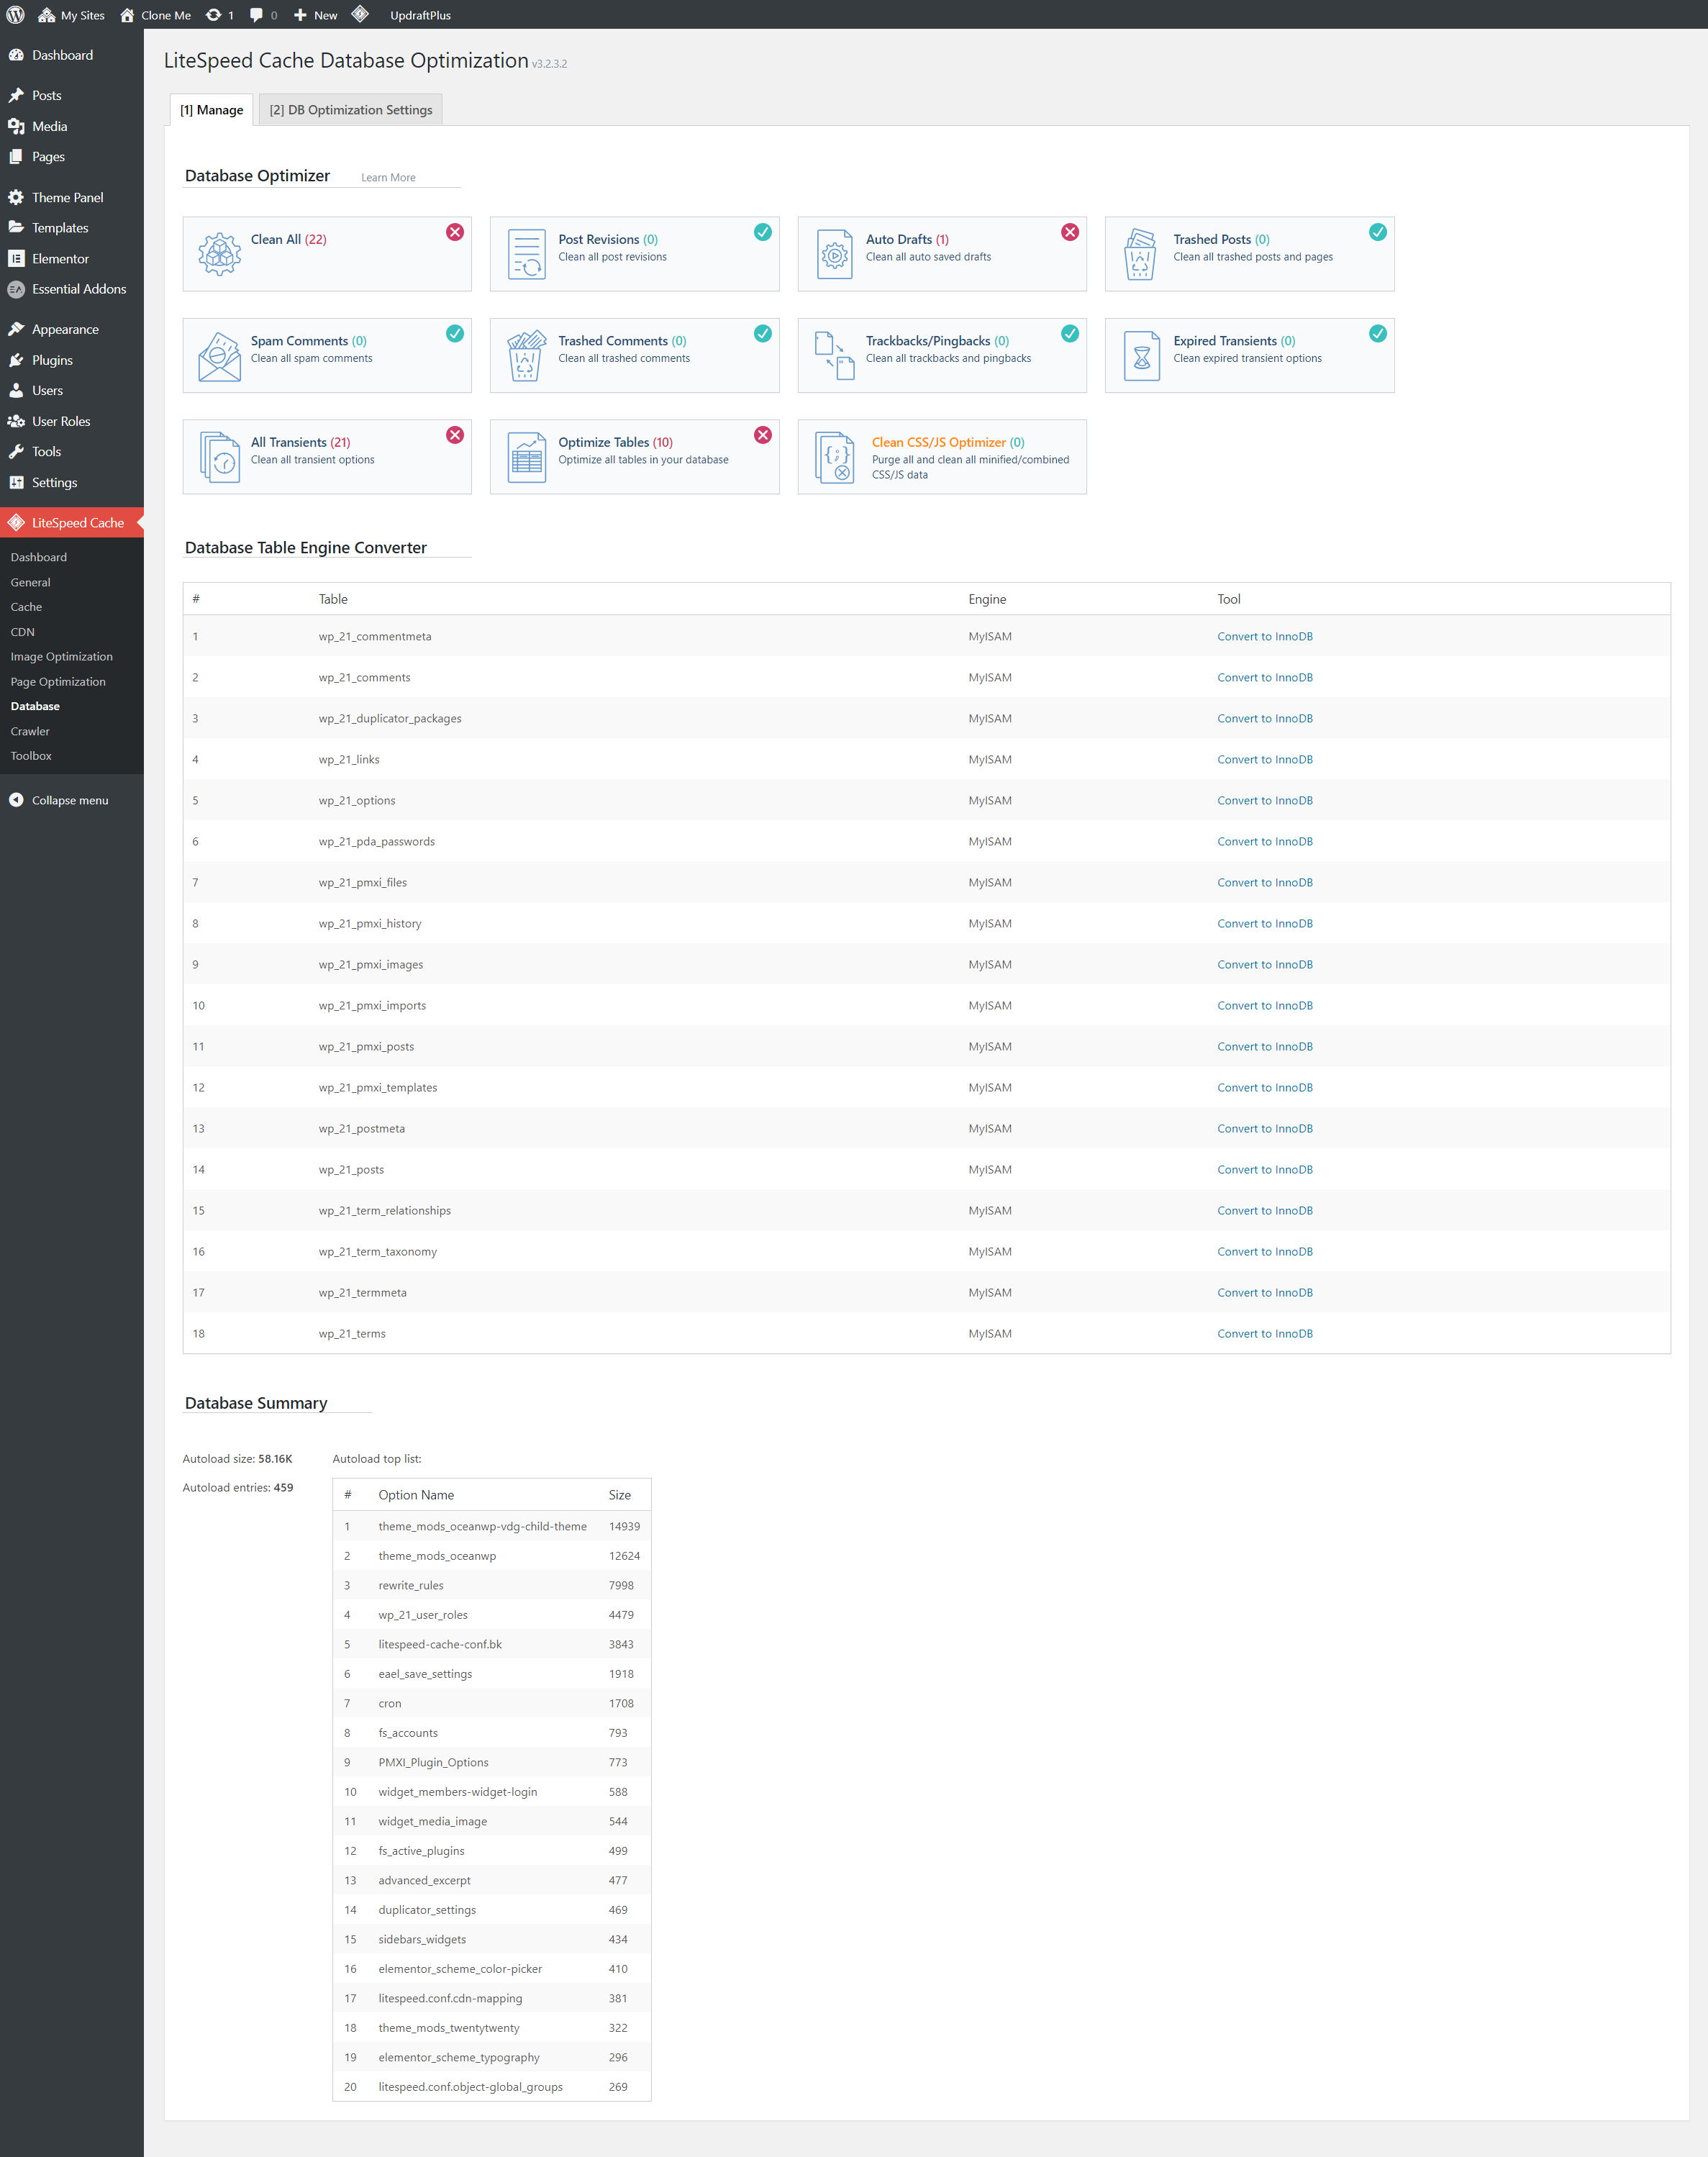 My Sites Clone Me 1 0 New UpdraftPlus
Dashboard
Posts
Media
Pages
Theme Panel
Templates
Elementor
Essential Addons
Appearance
Plugins
Users
User Roles
Tools
Settings
LiteSpeed Cache
Dashboard
General
Cache
CDN
Image Optimization
Page Optimization
Database
Crawler
Toolbox
Collapse menu
LiteSpeed Cache Database Optimization v3.2.3.2
[1] Manage [2] DB Optimization Settings
Database Optimizer Learn More
Clean All (22)
Post Revisions (0)
Clean all post revisions
Auto Drafts (1)
Clean all auto saved drafts
Trashed Posts (0)
Clean all trashed posts and pages
Spam Comments (0)
Clean all spam comments
Trashed Comments (0)
Clean all trashed comments
Trackbacks/Pingbacks (0)
Clean all trackbacks and pingbacks
Expired Transients (0)
Clean expired transient options
All Transients (21)
Clean all transient options
Optimize Tables (10)
Optimize all tables in your database
Clean CSS/JS Optimizer (0)
Purge all and clean all minified/combined
CSS/JS data
Database Table Engine Converter
# Table Engine Tool
1 wp_21_commentmeta MyISAM Convert to InnoDB
2 wp_21_comments MyISAM Convert to InnoDB
3 wp_21_duplicator_packages MyISAM Convert to InnoDB
4 wp_21_links MyISAM Convert to InnoDB
5 wp_21_options MyISAM Convert to InnoDB
6 wp_21_pda_passwords MyISAM Convert to InnoDB
7 wp_21_pmxi_files MyISAM Convert to InnoDB
8 wp_21_pmxi_history MyISAM Convert to InnoDB
9 wp_21_pmxi_images MyISAM Convert to InnoDB
10 wp_21_pmxi_imports MyISAM Convert to InnoDB
11 wp_21_pmxi_posts MyISAM Convert to InnoDB
12 wp_21_pmxi_templates MyISAM Convert to InnoDB
13 wp_21_postmeta MyISAM Convert to InnoDB
14 wp_21_posts MyISAM Convert to InnoDB
15 wp_21_term_relationships MyISAM Convert to InnoDB
16 wp_21_term_taxonomy MyISAM Convert to InnoDB
17 wp_21_termmeta MyISAM Convert to InnoDB
18 wp_21_terms MyISAM Convert to InnoDB
Database Summary
Autoload size: 58.16K
Autoload entries: 459
Autoload top list:
# Option Name Size
1 theme_mods_oceanwp-vdg-child-theme 14939
2 theme_mods_oceanwp 12624
3 rewrite_rules 7998
4 wp_21_user_roles 4479
5 litespeed-cache-conf.bk 3843
6 eael_save_settings 1918
7 cron 1708
8 fs_accounts 793
9 PMXI_Plugin_Options 773
10 widget_members-widget-login 588
11 widget_media_image 544
12 fs_active_plugins 499
13 advanced_excerpt 477
14 duplicator_settings 469
15 sidebars_widgets 434
16 elementor_scheme_color-picker 410
17 litespeed.conf.cdn-mapping 381
18 theme_mods_twentytwenty 322
19 elementor_scheme_typography 296
20 litespeed.conf.object-global_groups 269